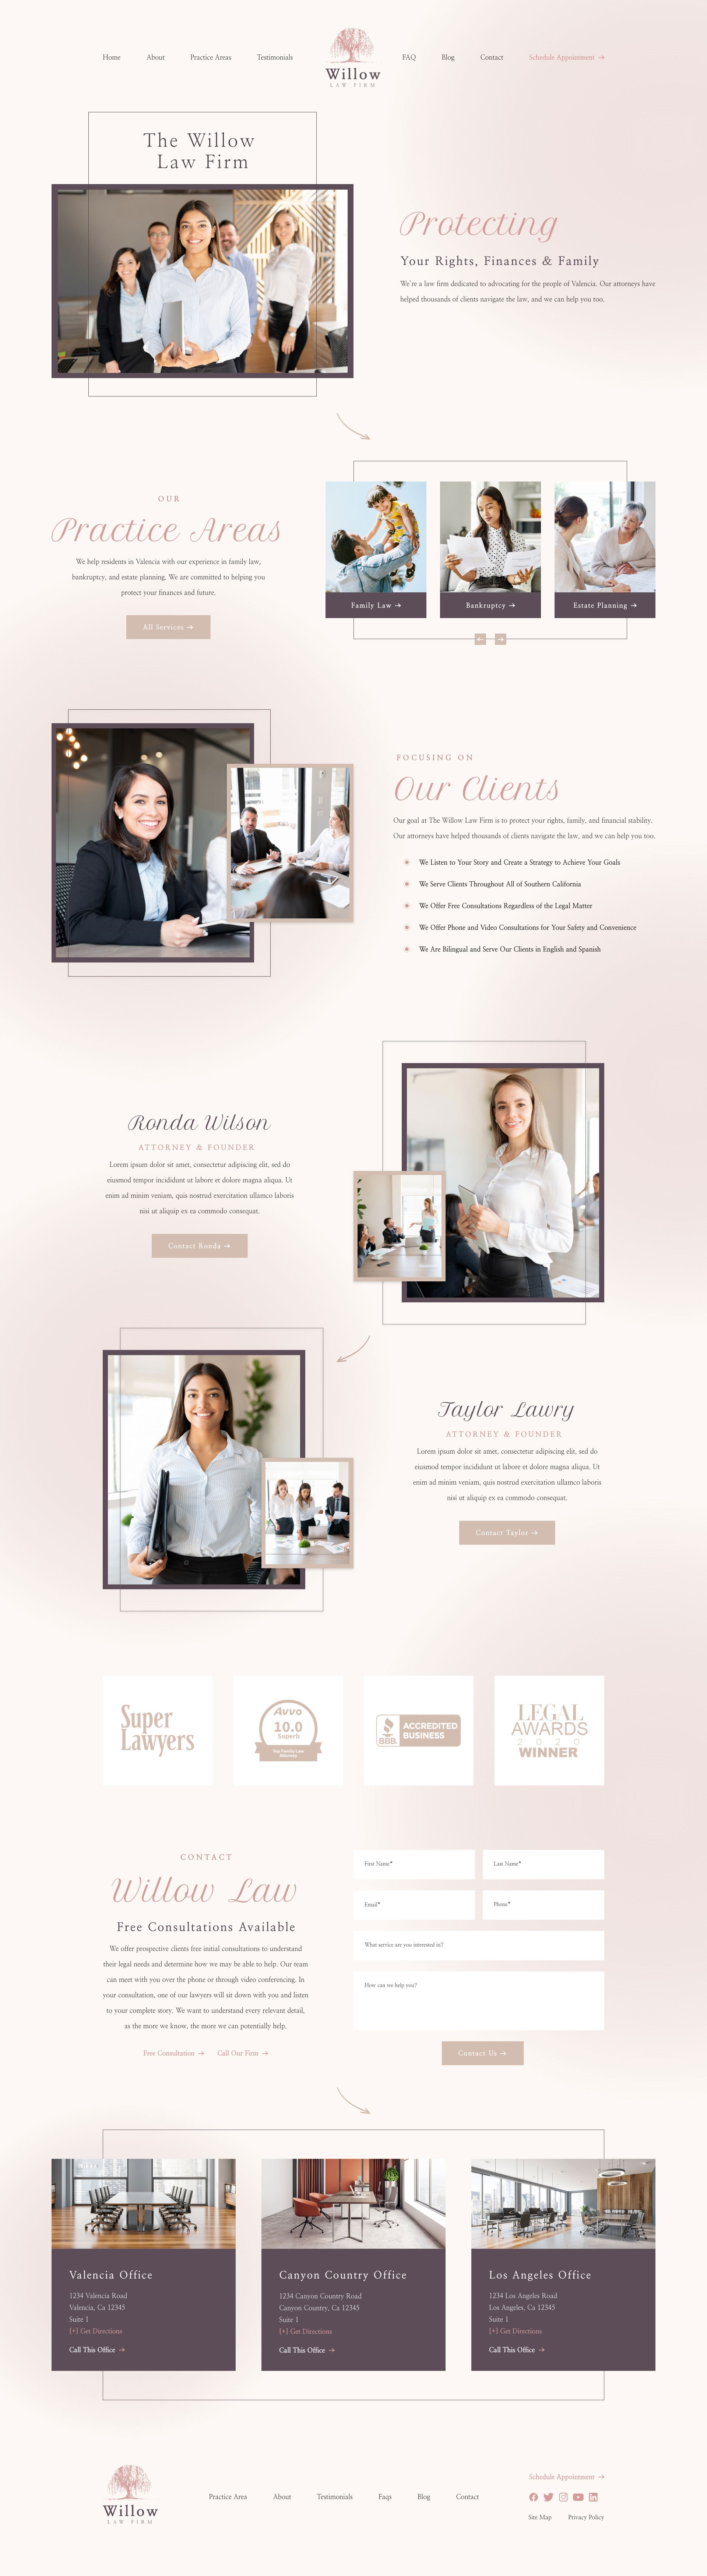 Home
About
Practice Areas
Testimonials
Willow
LAW FIRM
FAQ
Blog
Contact
Schedule Appointment →
The Willow
Law Firm
Protecting
Your Rights, Finances & Family
We're a law firm dedicated to advocating for the people of Valencia. Our attorneys have
helped thousands of clients navigate the law, and we can help you too.
OUR
Practice Areas
We help residents in Valencia with our experience in family law,
bankruptcy, and estate planning. We are committed to helping you
protect your finances and future.
All Services →
Family Law →
Bankruptcy →
Estate Planning →
FOCUSING ON
Our Clients
Our goal at The Willow Law Firm is to protect your rights, family, and financial stability.
Our attorneys have helped thousands of clients navigate the law, and we can help you too.
We Listen to Your Story and Create a Strategy to Achieve Your Goals
We Serve Clients Throughout All of Southern California
We Offer Free Consultations Regardless of the Legal Matter
We Offer Phone and Video Consultations for Your Safety and Convenience
We Are Bilingual and Serve Our Clients in English and Spanish
Ronda Wilson
ATTORNEY & FOUNDER
Lorem ipsum dolor sit amet, consectetur adipiscing elit, sed do
eiusmod tempor incididunt ut labore et dolore magna aliqua. Ut
enim ad minim veniam, quis nostrud exercitation ullamco laboris
nisi ut aliquip ex ea commodo consequat.
Contact Ronda →
Taylor Lawry
ATTORNEY & FOUNDER
Lorem ipsum dolor sit amet, consectetur adipiscing elit, sed do
eiusmod tempor incididunt ut labore et dolore magna aliqua. Ut
enim ad minim veniam, quis nostrud exercitation ullamco laboris
nisi ut aliquip ex ea commodo consequat.
Contact Taylor →
Super
Lawyers
Avvo
10.0
Superb
Top Family Law
Attorney
BBB
ACCREDITED
BUSINESS
LEGAL
AWARDS
2020
WINNER
CONTACT
Willow Law
Free Consultations Available
We offer prospective clients free initial consultations to understand
their legal needs and determine how we may be able to help. Our team
can meet with you over the phone or through video conferencing. In
your consultation, one of our lawyers will sit down with you and listen
to your complete story. We want to understand every relevant detail,
as the more we know, the more we can potentially help.
Free Consultation →
Call Our Firm →
First Name*
Last Name*
Email*
Phone*
What service are you interested in?
How can we help you?
Contact Us →
Valencia Office
1234 Valencia Road
Valencia, Ca 12345
Suite 1
[+] Get Directions
Call This Office →
Canyon Country Office
1234 Canyon Country Road
Canyon Country, Ca 12345
Suite 1
[+] Get Directions
Call This Office →
Los Angeles Office
1234 Los Angeles Road
Los Angeles, Ca 12345
Suite 1
[+] Get Directions
Call This Office →
Willow
LAW FIRM
Practice Area
About
Testimonials
Faqs
Blog
Contact
Schedule Appointment →
Site Map
Privacy Policy